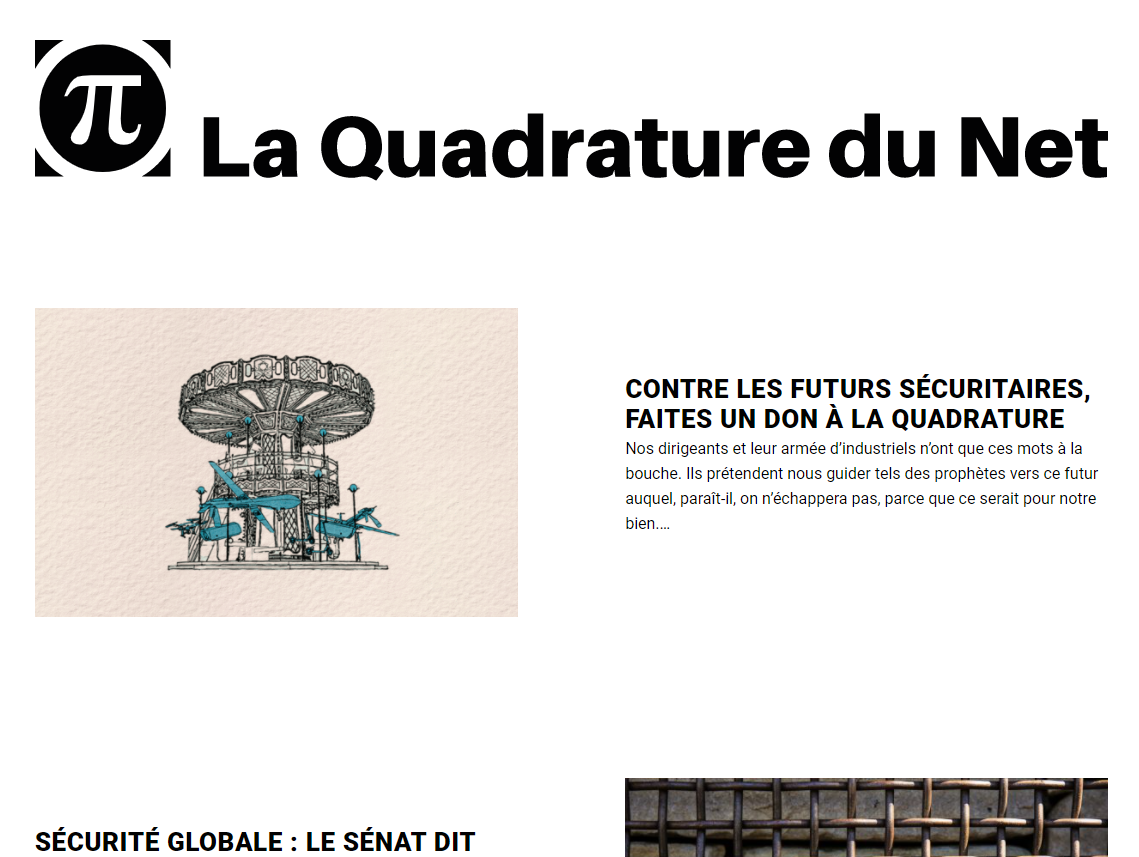 π
La Quadrature du Net
CONTRE LES FUTURS SÉCURITAIRES,
FAITES UN DON À LA QUADRATURE
Nos dirigeants et leur armée d’industriels n’ont que ces mots à la
bouche. Ils prétendent nous guider tels des prophètes vers ce futur
auquel, paraît-il, on n’échappera pas, parce que ce serait pour notre
bien.…
SÉCURITÉ GLOBALE : LE SÉNAT DIT